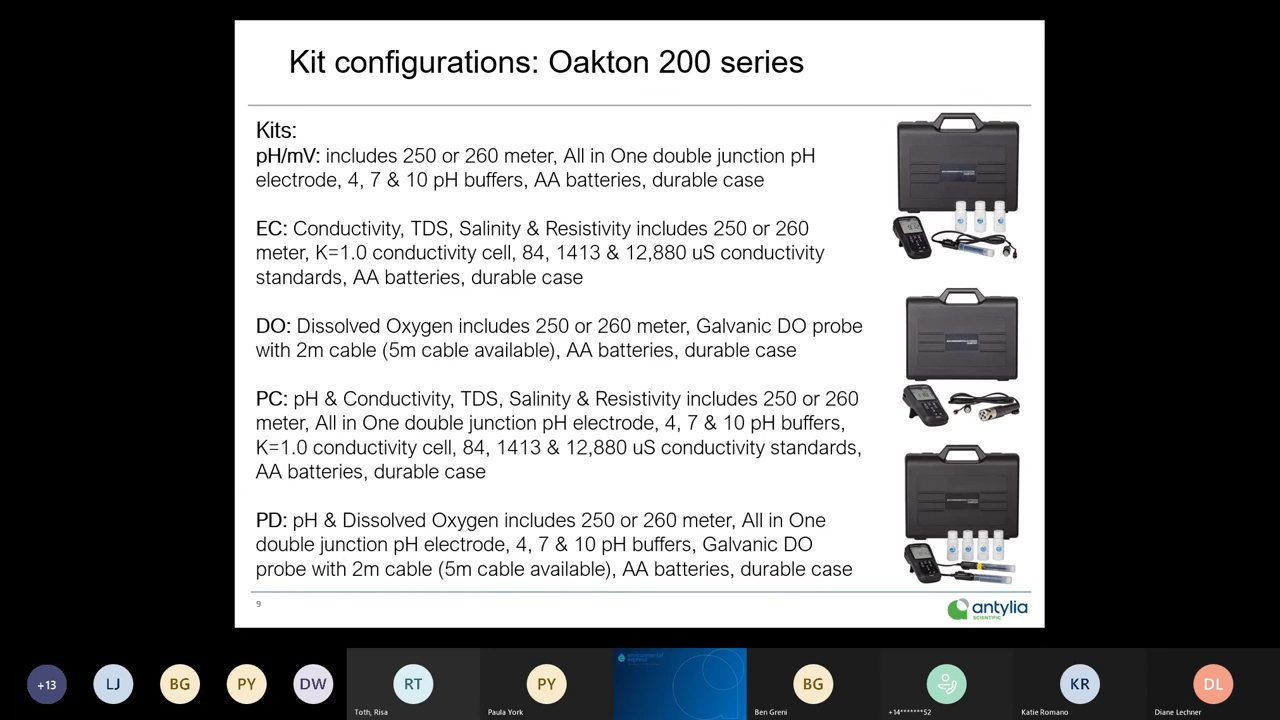 Kit configurations: Oakton 200 series
Kits:
pH/mV: includes 250 or 260 meter, All in One double junction pH
electrode, 4, 7 & 10 pH buffers, AA batteries, durable case
EC: Conductivity, TDS, Salinity & Resistivity includes 250 or 260
meter, K=1.0 conductivity cell, 84, 1413 & 12,880 uS conductivity
standards, AA batteries, durable case
DO: Dissolved Oxygen includes 250 or 260 meter, Galvanic DO probe
with 2m cable (5m cable available), AA batteries, durable case
PC: pH & Conductivity, TDS, Salinity & Resistivity includes 250 or 260
meter, All in One double junction pH electrode, 4, 7 & 10 pH buffers,
K=1.0 conductivity cell, 84, 1413 & 12,880 uS conductivity standards,
AA batteries, durable case
PD: pH & Dissolved Oxygen includes 250 or 260 meter, All in One
double junction pH electrode, 4, 7 & 10 pH buffers, Galvanic DO
probe with 2m cable (5m cable available), AA batteries, durable case
9
antylia
SCIENTIFIC
+13
LJ
BG
PY
DW
RT
PY
environmental
express
BG
KR
DL
Toth, Risa
Paula York
Ben Greni
+14*******52
Katie Romano
Diane Lechner